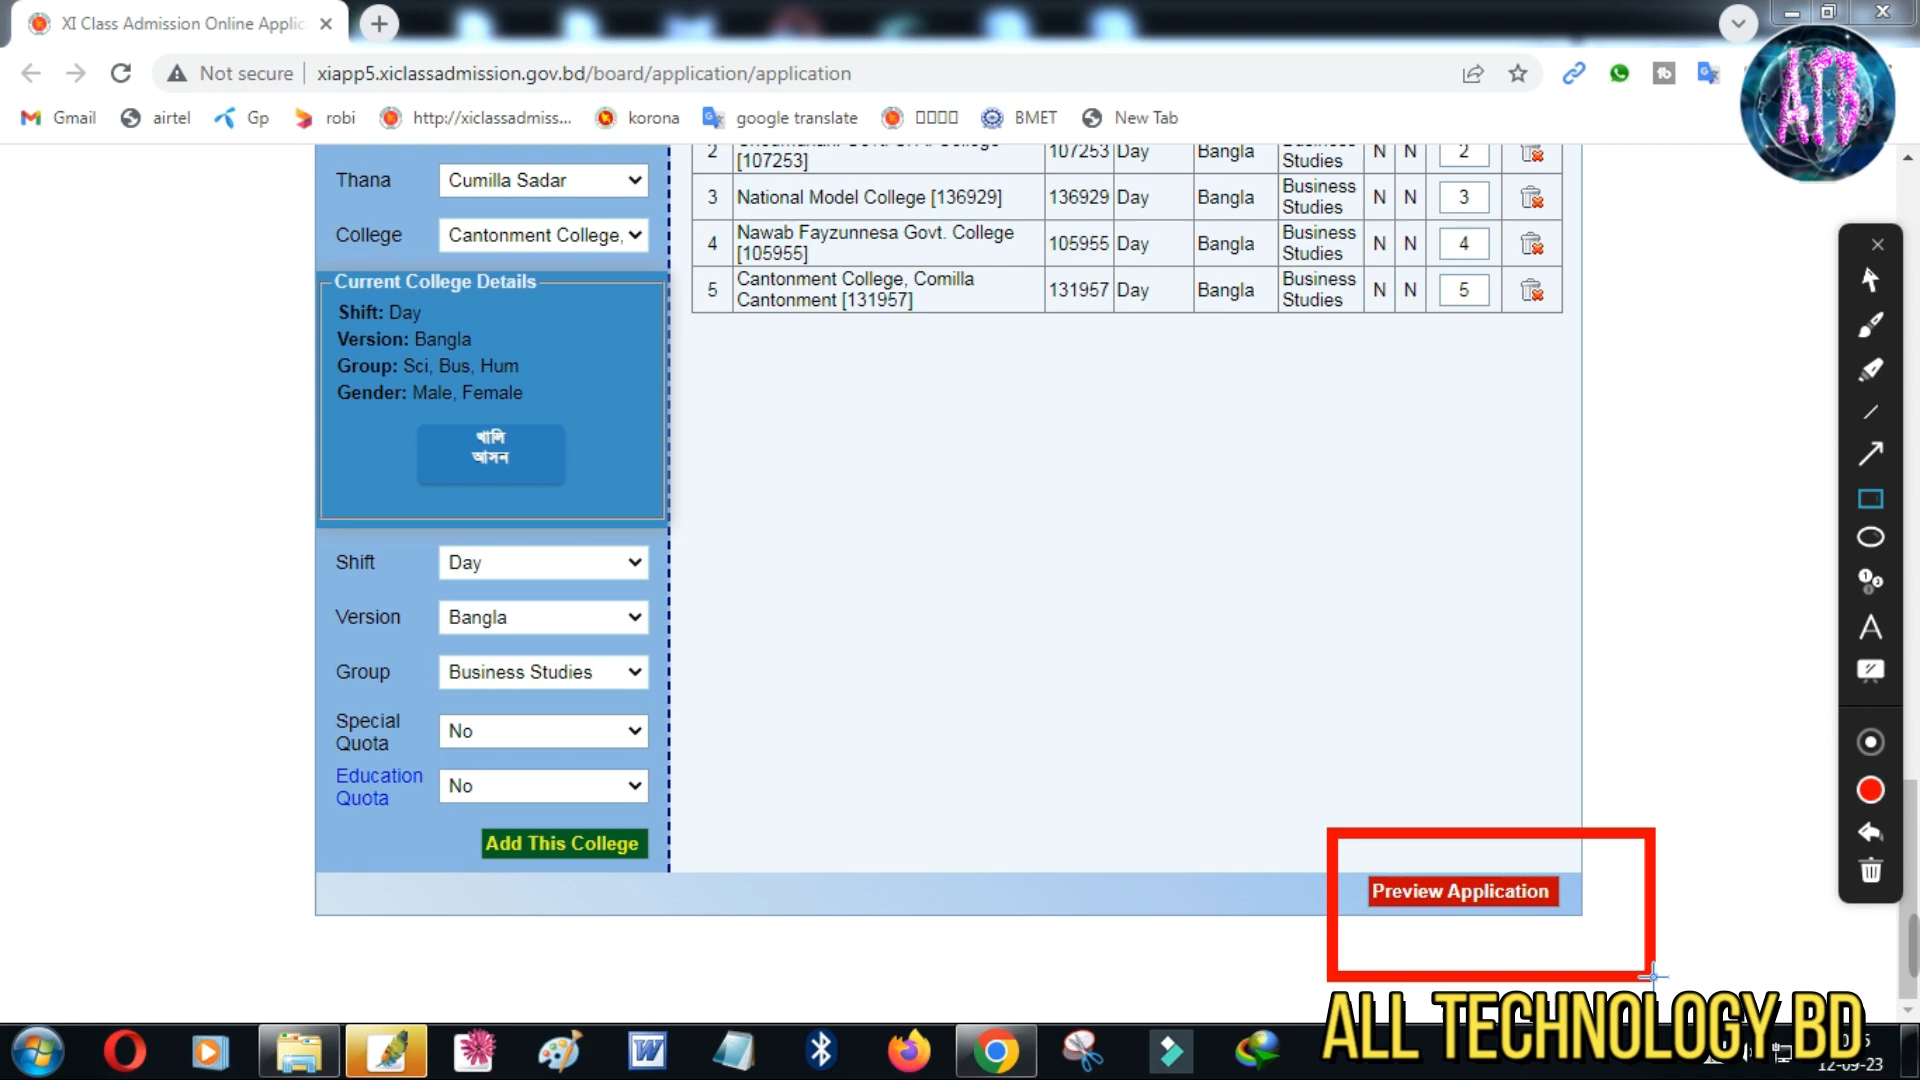 XI Class Admission Online Applic
Not secure
xiapp5.xiclassadmission.gov.bd/board/application/application
Gmail
airtel
Gp
robi
http://xiclassadmiss...
korona
google translate
BMET
New Tab
Thana
Cumilla Sadar
College
Cantonment College,
Current College Details
Shift: Day
Version: Bangla
Group: Sci, Bus, Hum
Gender: Male, Female
খালি
আসন
Shift
Day
Version
Bangla
Group
Business Studies
Special
Quota
No
Education
Quota
No
Add This College
2
[107253]
107253 Day
Bangla
Studies
N N
2
3
National Model College [136929]
136929 Day
Bangla
Business
Studies
N N
3
4
Nawab Fayzunnesa Govt. College
[105955]
105955 Day
Bangla
Business
Studies
N N
4
5
Cantonment College, Comilla
Cantonment [131957]
131957 Day
Bangla
Business
Studies
N N
5
Preview Application
ALL TECHNOLOGY BD
12-09-23